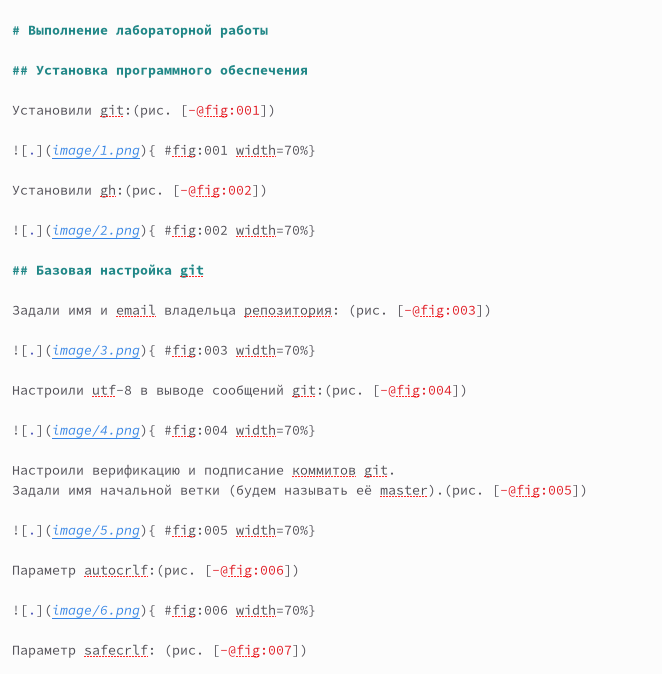 # Выполнение лабораторной работы
## Установка программного обеспечения
Установили git:(рис. [-@fig:001])
![.](image/1.png){ #fig:001 width=70%}
Установили gh:(рис. [-@fig:002])
![.](image/2.png){ #fig:002 width=70%}
## Базовая настройка git
Задали имя и email владельца репозитория: (рис. [-@fig:003])
![.](image/3.png){ #fig:003 width=70%}
Настроили utf-8 в выводе сообщений git:(рис. [-@fig:004])
![.](image/4.png){ #fig:004 width=70%}
Настроили верификацию и подписание коммитов git.
Задали имя начальной ветки (будем называть её master).(рис. [-@fig:005])
![.](image/5.png){ #fig:005 width=70%}
Параметр autocrlf:(рис. [-@fig:006])
![.](image/6.png){ #fig:006 width=70%}
Параметр safecrlf: (рис. [-@fig:007])